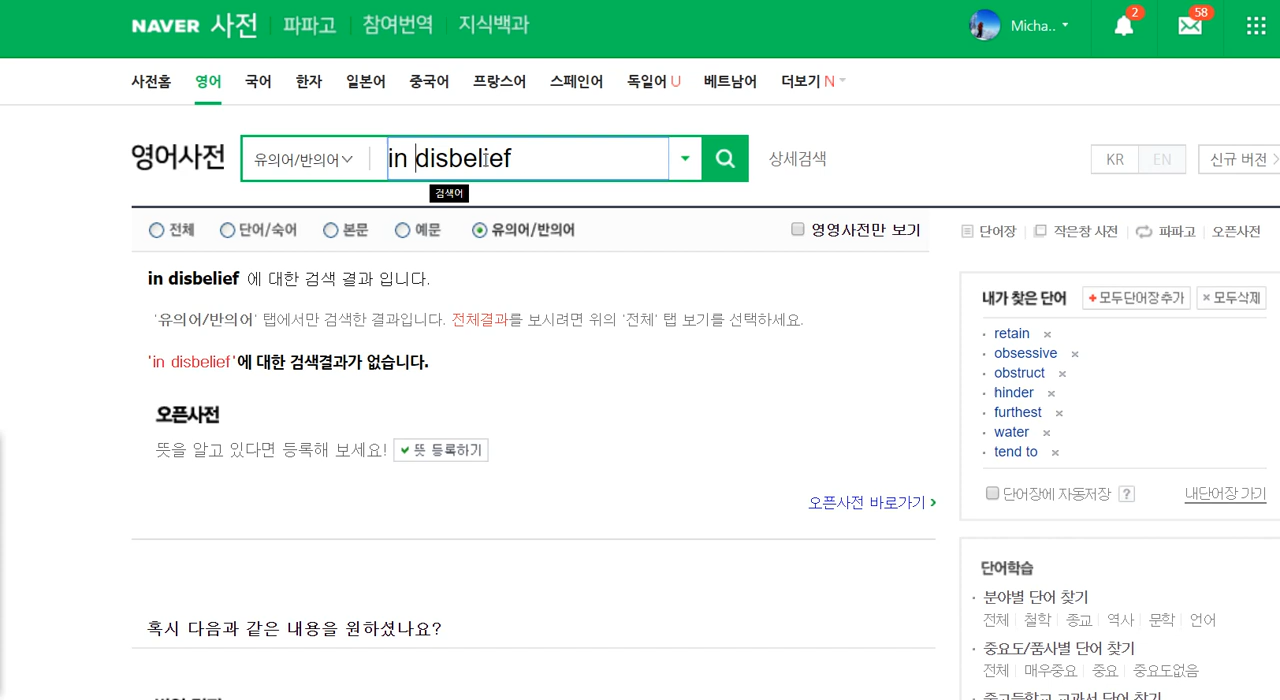 NAVER 사전 파파고 참여번역 지식백과 Micha.. 2 58
사전홈 영어 국어 한자 일본어 중국어 프랑스어 스페인어 독일어 U 베트남어 더보기 N
영어사전 유의어/반의어 in disbelief 상세검색 KR EN 신규 버전
검색어
전체 단어/숙어 본문 예문 유의어/반의어 영영사전만 보기 단어장 작은창 사전 파파고 오픈사전
in disbelief 에 대한 검색 결과 입니다.
'유의어/반의어' 탭에서만 검색한 결과입니다. 전체결과를 보시려면 위의 '전체' 탭 보기를 선택하세요.
'in disbelief'에 대한 검색결과가 없습니다.
오픈사전
뜻을 알고 있다면 등록해 보세요! 뜻 등록하기
오픈사전 바로가기
혹시 다음과 같은 내용을 원하셨나요?
내가 찾은 단어 +모두단어장추가 ×모두삭제
· retain ×
· obsessive ×
· obstruct ×
· hinder ×
· furthest ×
· water ×
· tend to ×
단어장에 자동저장 ? 내단어장 가기
단어학습
· 분야별 단어 찾기
전체 철학 종교 역사 문학 언어
· 중요도/품사별 단어 찾기
전체 매우중요 중요 중요도없음